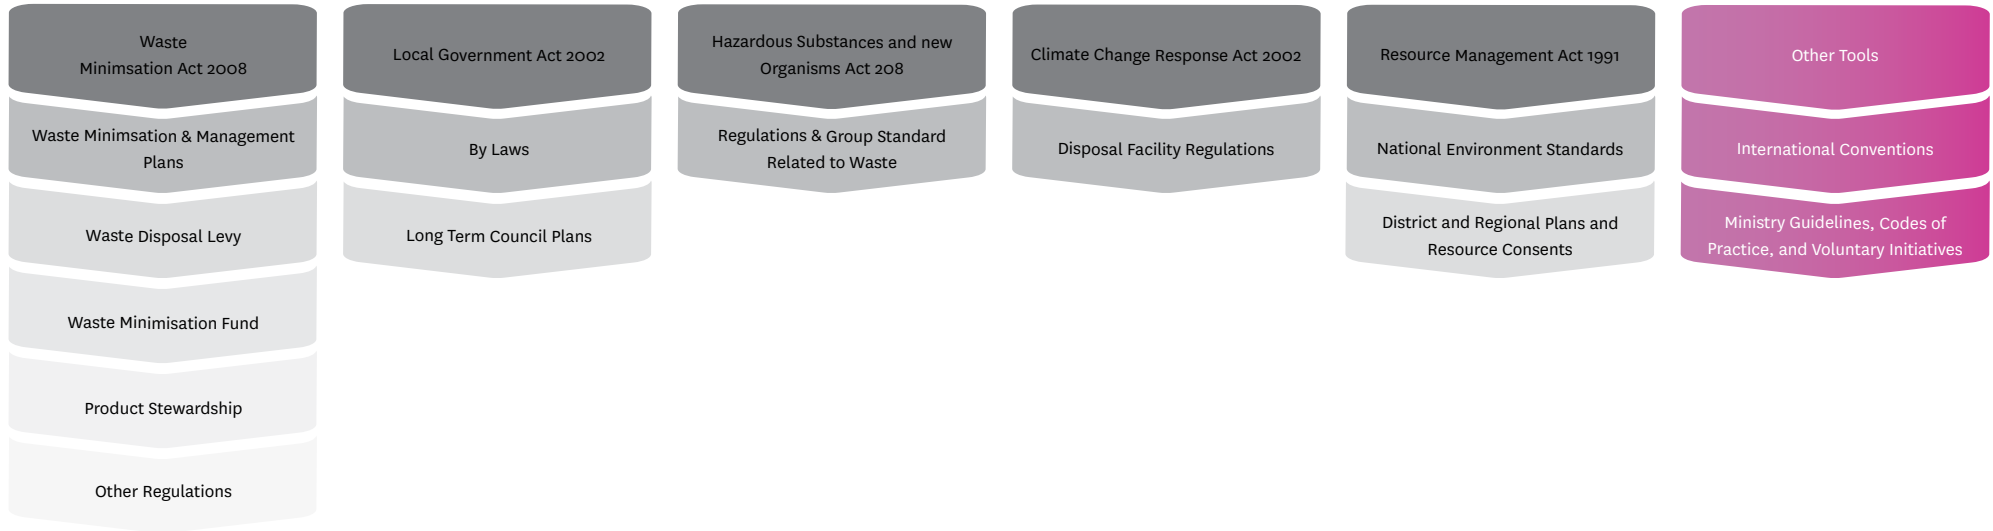 Waste
Minimsation Act 2008
Waste Minimsation & Management
Plans
Waste Disposal Levy
Waste Minimisation Fund
Product Stewardship
Other Regulations
Local Government Act 2002
By Laws
Long Term Council Plans
Hazardous Substances and new
Organisms Act 208
Regulations & Group Standard
Related to Waste
Climate Change Response Act 2002
Disposal Facility Regulations
Resource Management Act 1991
National Environment Standards
District and Regional Plans and
Resource Consents
Other Tools
International Conventions
Ministry Guidelines, Codes of
Practice, and Voluntary Initiatives